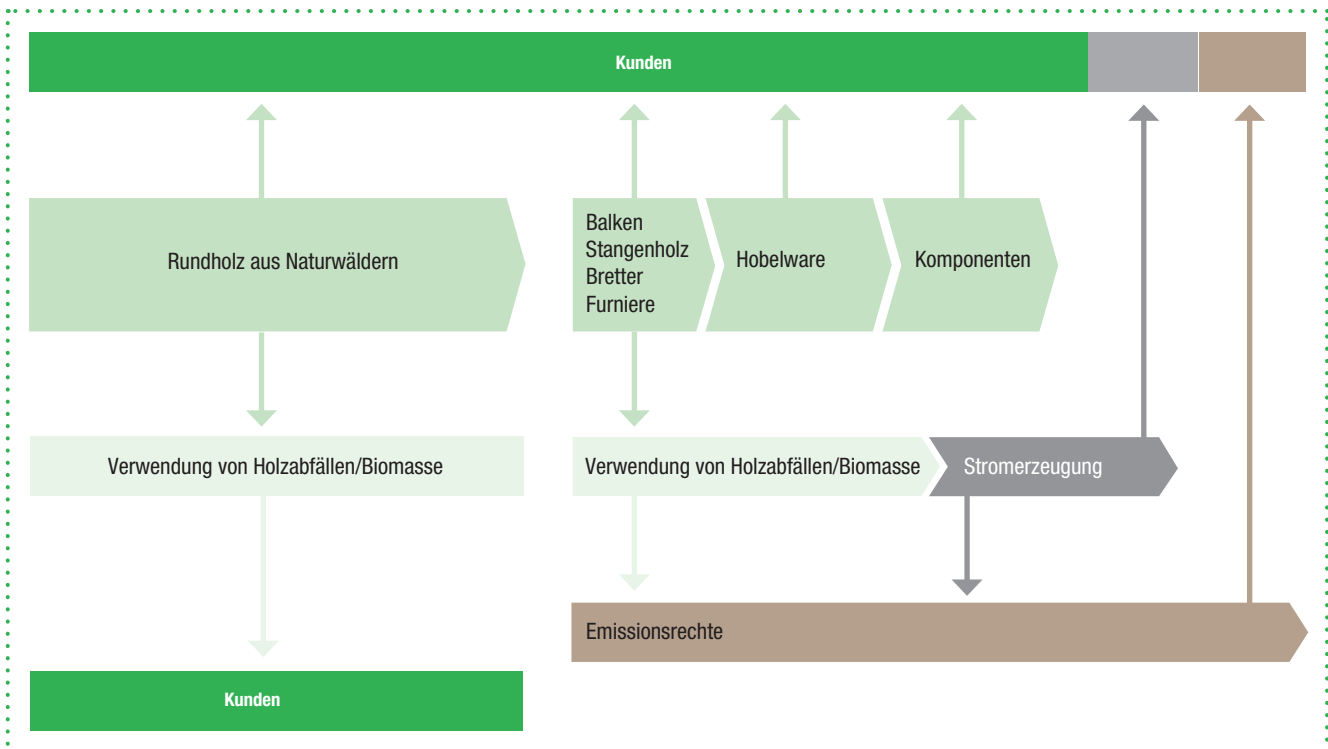 Kunden
Rundholz aus Naturwäldern
Balken
Stangenholz
Bretter
Furniere
Hobelware
Komponenten
Verwendung von Holzabfällen/Biomasse
Verwendung von Holzabfällen/Biomasse
Stromerzeugung
Emissionsrechte
Kunden